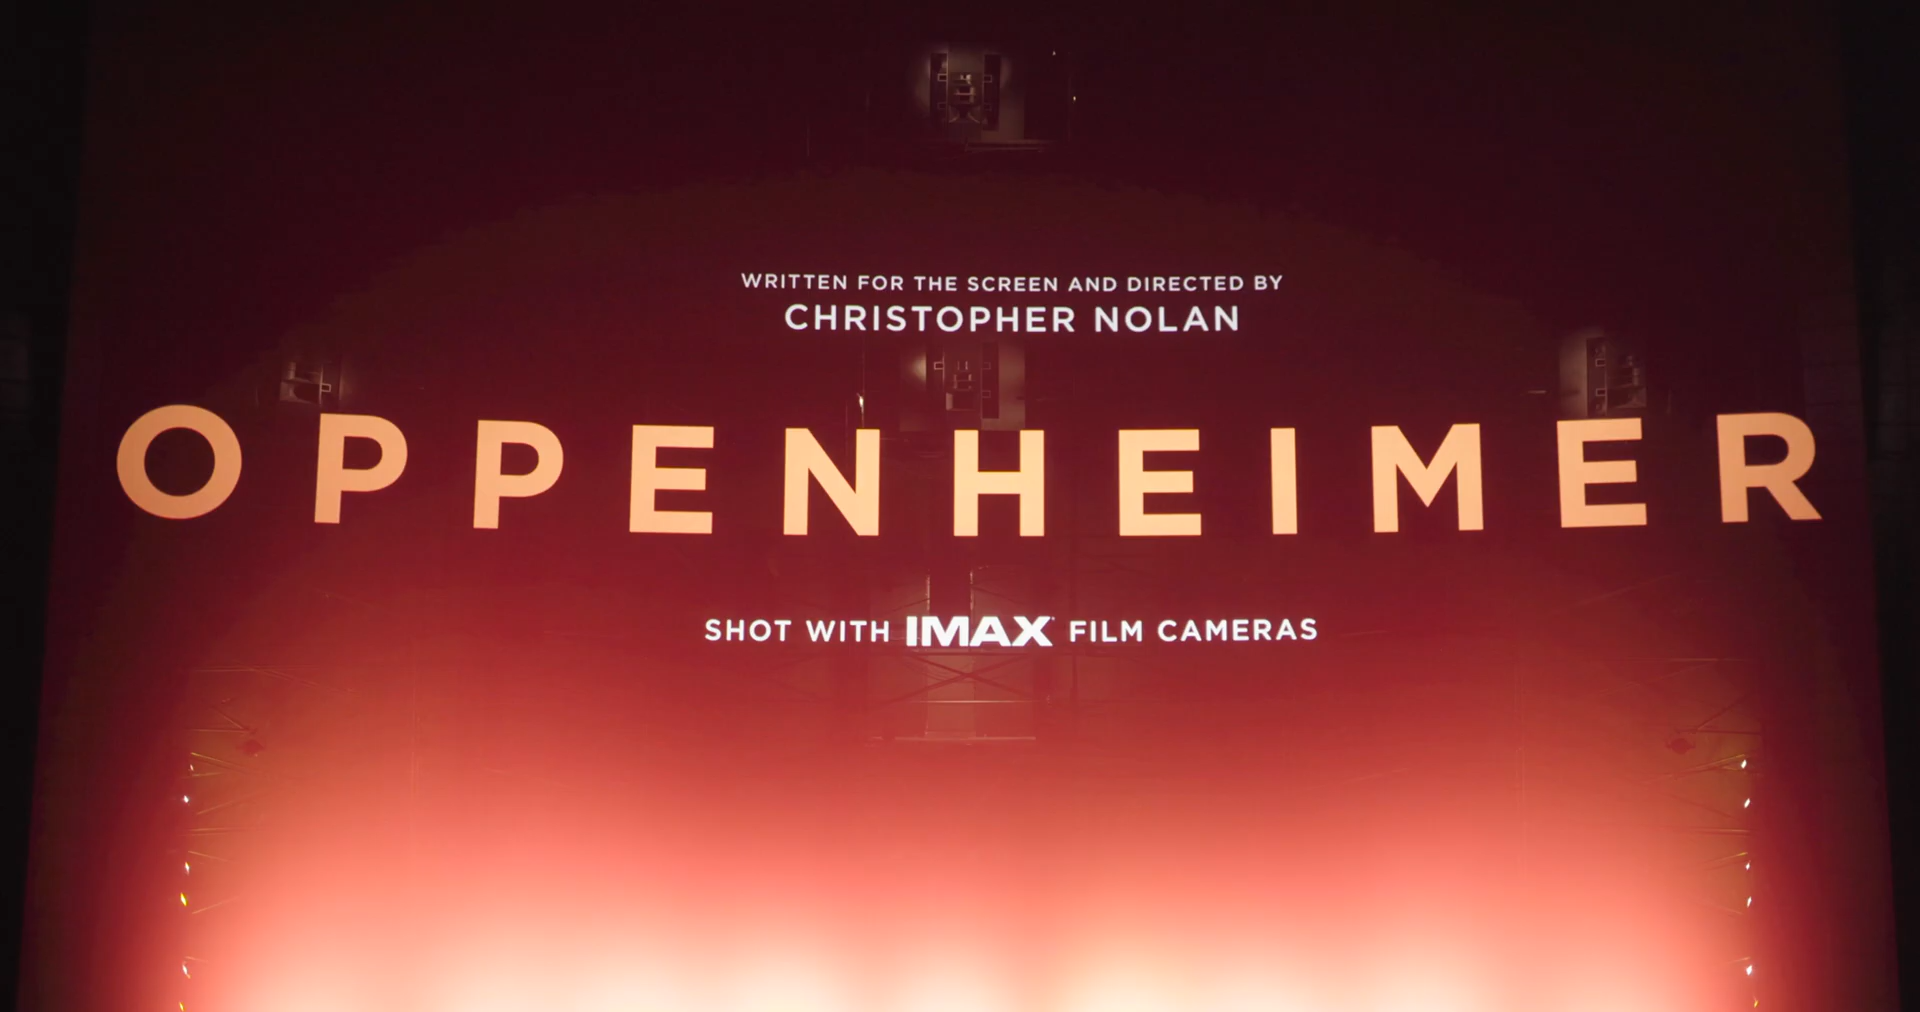 WRITTEN FOR THE SCREEN AND DIRECTED BY
CHRISTOPHER NOLAN
OPPENHEIMER
SHOT WITH IMAX FILM CAMERAS